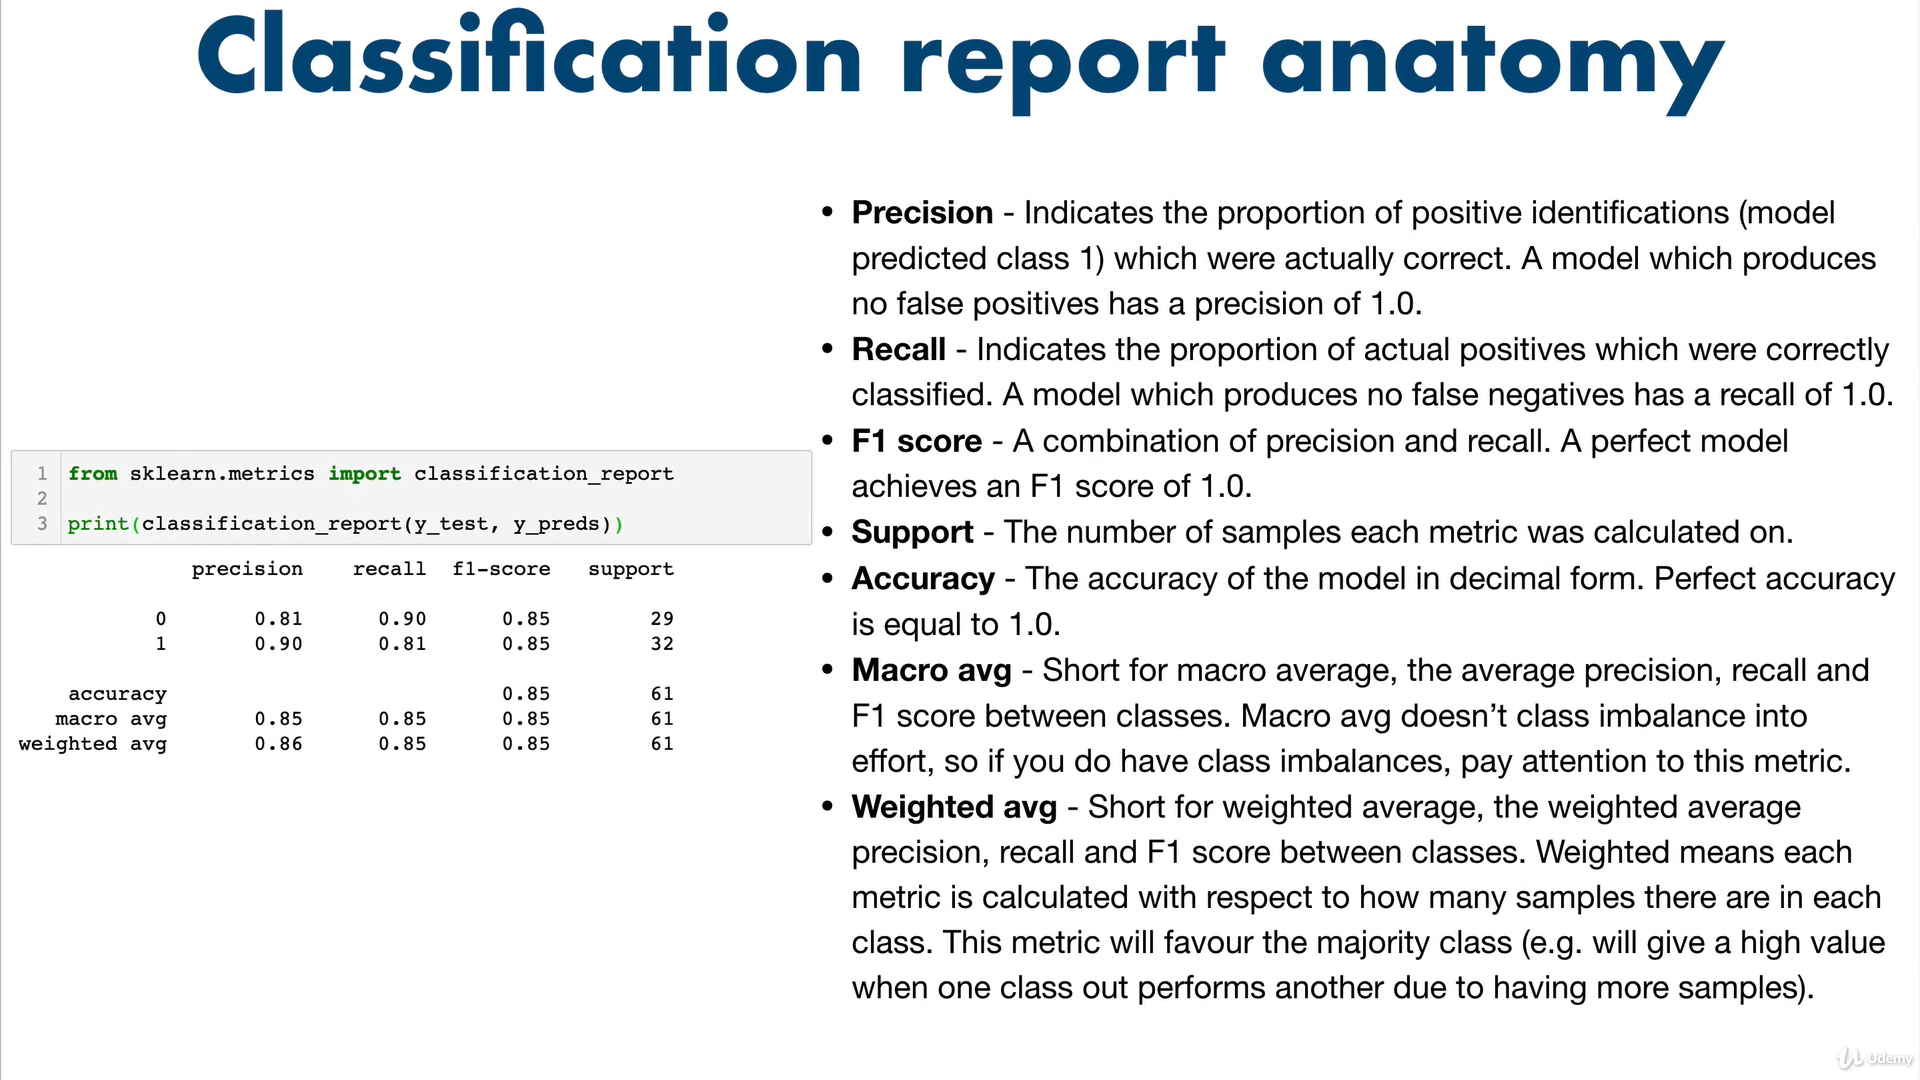 Classification report anatomy
1 from sklearn.metrics import classification_report
2
3 print(classification_report(y_test, y_preds))
precision recall f1-score support
0 0.81 0.90 0.85 29
1 0.90 0.81 0.85 32
accuracy 0.85 61
macro avg 0.85 0.85 0.85 61
weighted avg 0.86 0.85 0.85 61
• Precision - Indicates the proportion of positive identifications (model
predicted class 1) which were actually correct. A model which produces
no false positives has a precision of 1.0.
• Recall - Indicates the proportion of actual positives which were correctly
classified. A model which produces no false negatives has a recall of 1.0.
• F1 score - A combination of precision and recall. A perfect model
achieves an F1 score of 1.0.
• Support - The number of samples each metric was calculated on.
• Accuracy - The accuracy of the model in decimal form. Perfect accuracy
is equal to 1.0.
• Macro avg - Short for macro average, the average precision, recall and
F1 score between classes. Macro avg doesn’t class imbalance into
effort, so if you do have class imbalances, pay attention to this metric.
• Weighted avg - Short for weighted average, the weighted average
precision, recall and F1 score between classes. Weighted means each
metric is calculated with respect to how many samples there are in each
class. This metric will favour the majority class (e.g. will give a high value
when one class out performs another due to having more samples).
Udemy